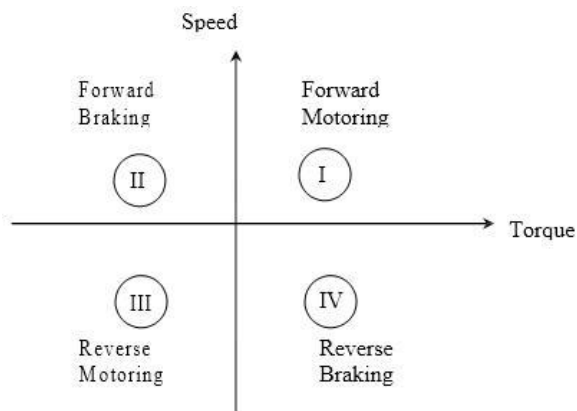 Speed
Forward
Braking
Forward
Motoring
II
I
Torque
III
IV
Reverse
Motoring
Reverse
Braking